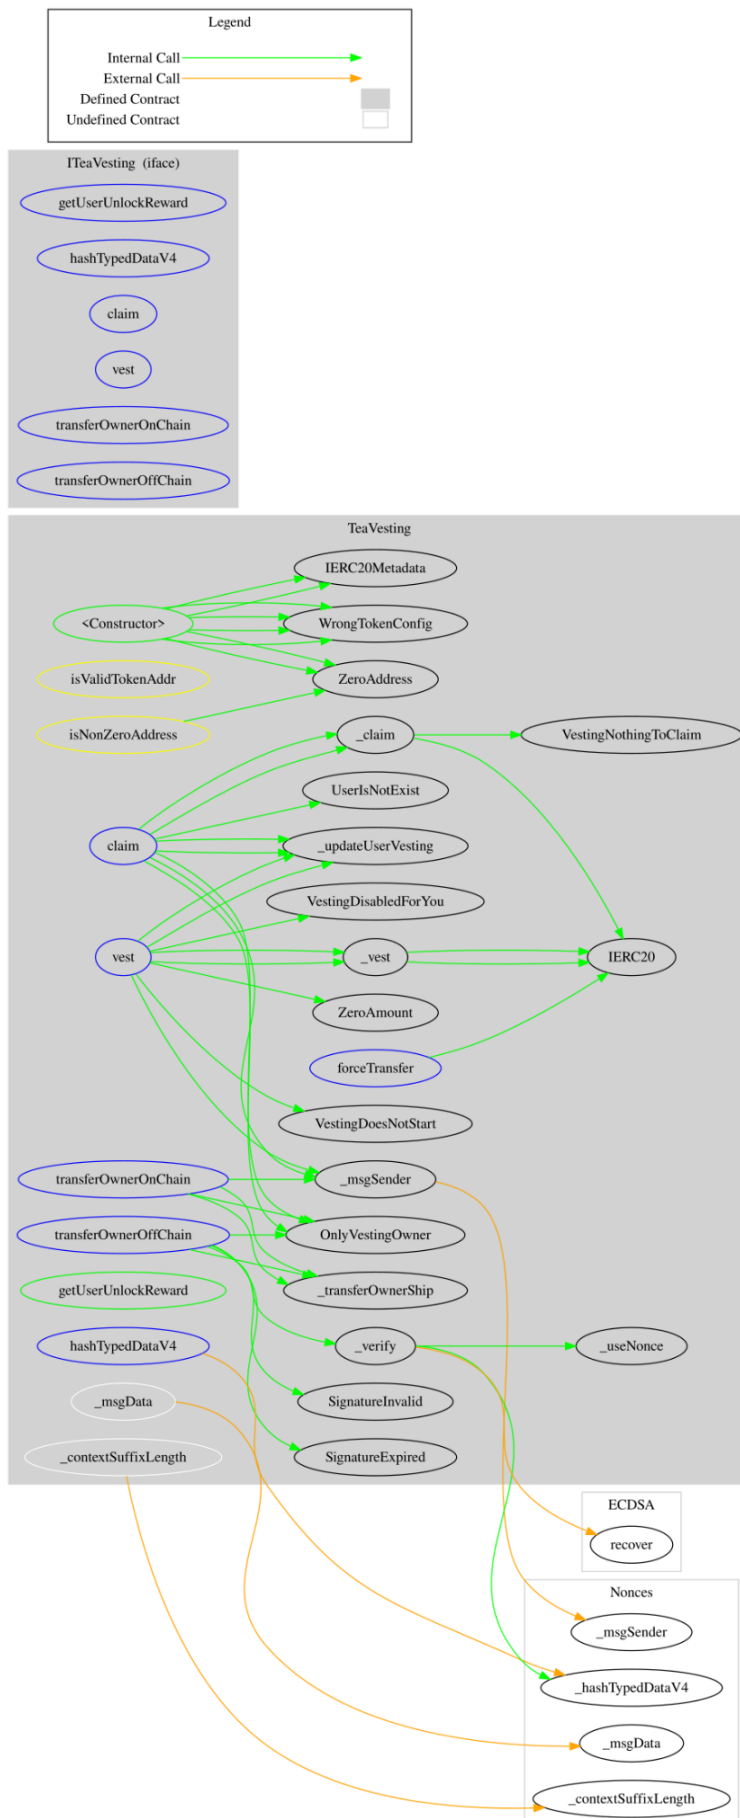 Legend
Internal Call
External Call
Defined Contract
Undefined Contract
ITeaVesting (iface)
getUserUnlockReward
hashTypedDataV4
claim
vest
transferOwnerOnChain
transferOwnerOffChain
TeaVesting
IERC20Metadata
<Constructor>
WrongTokenConfig
isValidTokenAddr
ZeroAddress
isNonZeroAddress
_claim
VestingNothingToClaim
UserIsNotExist
claim
_updateUserVesting
VestingDisabledForYou
vest
_vest
IERC20
ZeroAmount
forceTransfer
VestingDoesNotStart
transferOwnerOnChain
_msgSender
transferOwnerOffChain
OnlyVestingOwner
getUserUnlockReward
_transferOwnerShip
hashTypedDataV4
_verify
_useNonce
_msgData
SignatureInvalid
_contextSuffixLength
SignatureExpired
ECDSA
recover
Nonces
_msgSender
_hashTypedDataV4
_msgData
_contextSuffixLength